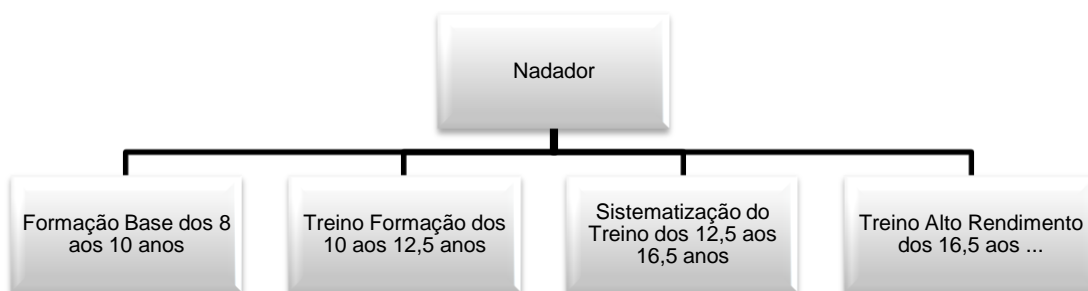 Nadador
Formação Base dos 8
aos 10 anos
Treino Formação dos
10 aos 12,5 anos
Sistematização do
Treino dos 12,5 aos
16,5 anos
Treino Alto Rendimento
dos 16,5 aos ...